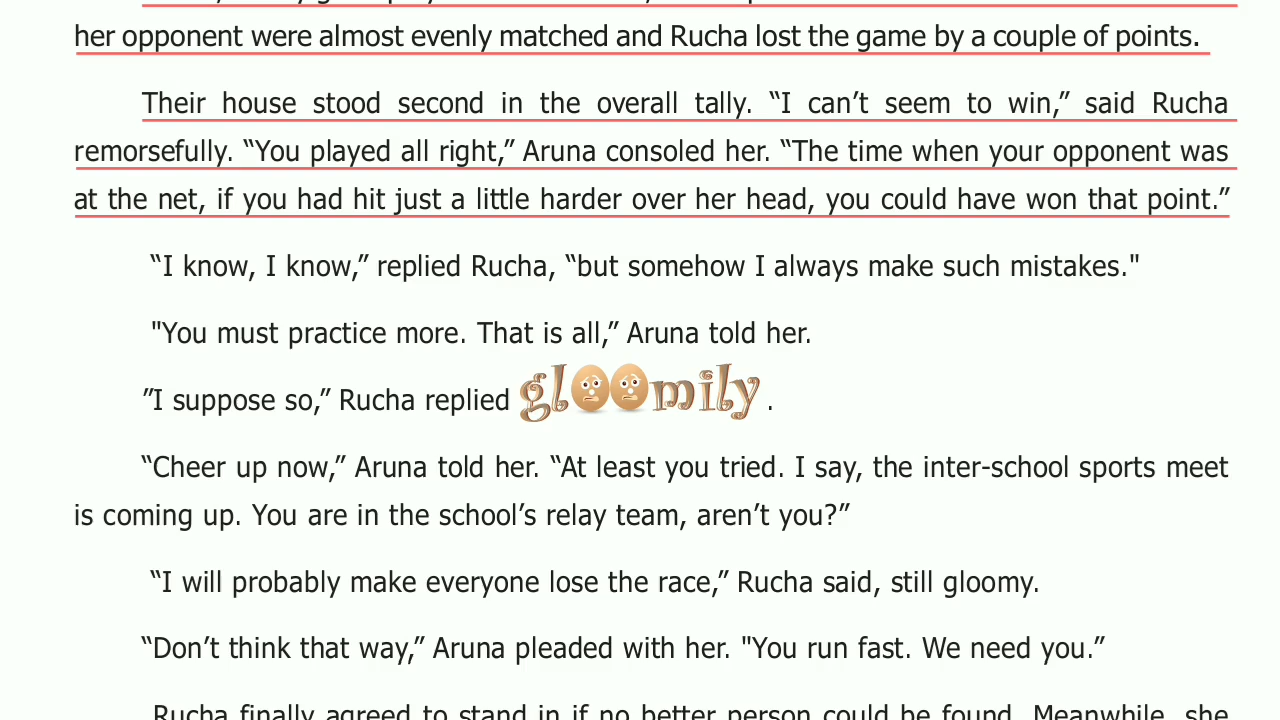 her opponent were almost evenly matched and Rucha lost the game by a couple of points.
Their house stood second in the overall tally. “I can’t seem to win,” said Rucha
remorsefully. “You played all right,” Aruna consoled her. “The time when your opponent was
at the net, if you had hit just a little harder over her head, you could have won that point.”
“I know, I know,” replied Rucha, “but somehow I always make such mistakes."
"You must practice more. That is all,” Aruna told her.
”I suppose so,” Rucha replied gloomily .
“Cheer up now,” Aruna told her. “At least you tried. I say, the inter-school sports meet
is coming up. You are in the school’s relay team, aren’t you?”
“I will probably make everyone lose the race,” Rucha said, still gloomy.
“Don’t think that way,” Aruna pleaded with her. "You run fast. We need you.”
Rucha finally agreed to stand in if no better person could be found. Meanwhile, she